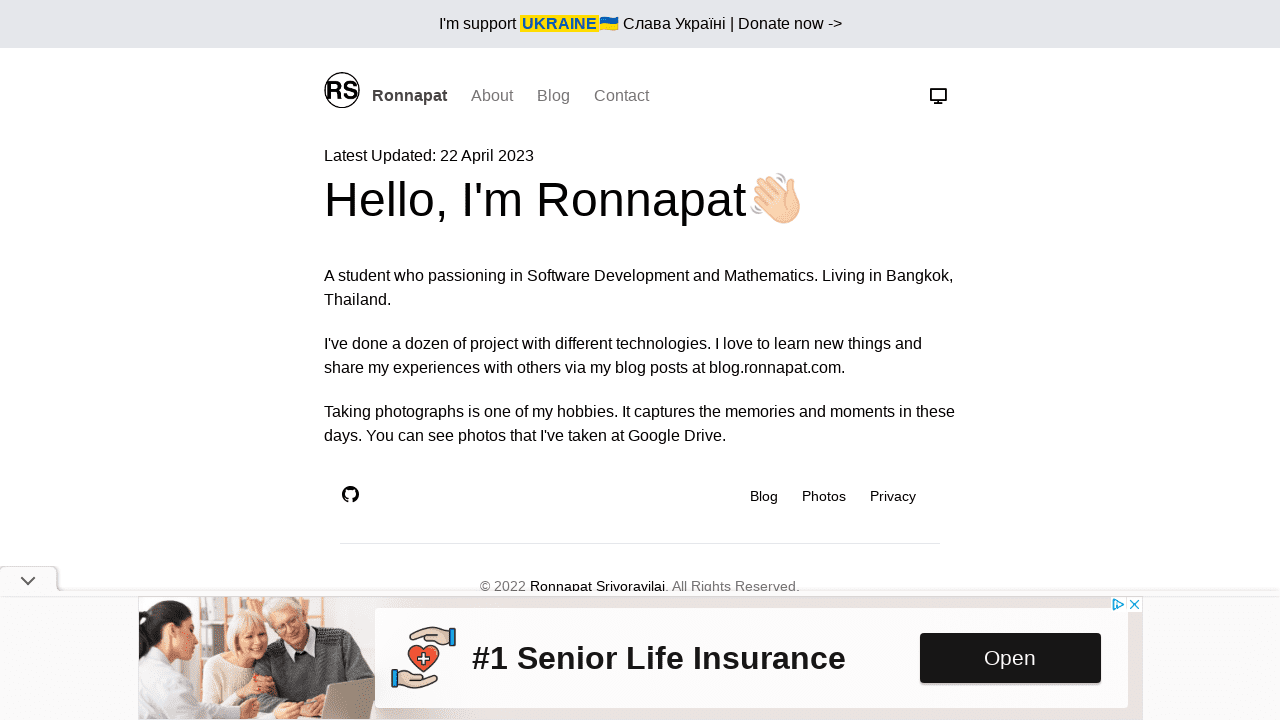 I'm support UKRAINE🇺🇦 Слава Україні | Donate now ->
RS Ronnapat About Blog Contact
Latest Updated: 22 April 2023
Hello, I'm Ronnapat👋🏻
A student who passioning in Software Development and Mathematics. Living in Bangkok,
Thailand.
I've done a dozen of project with different technologies. I love to learn new things and
share my experiences with others via my blog posts at blog.ronnapat.com.
Taking photographs is one of my hobbies. It captures the memories and moments in these
days. You can see photos that I've taken at Google Drive.
Blog Photos Privacy
© 2022 Ronnapat Srivoravilai. All Rights Reserved.
#1 Senior Life Insurance
Open